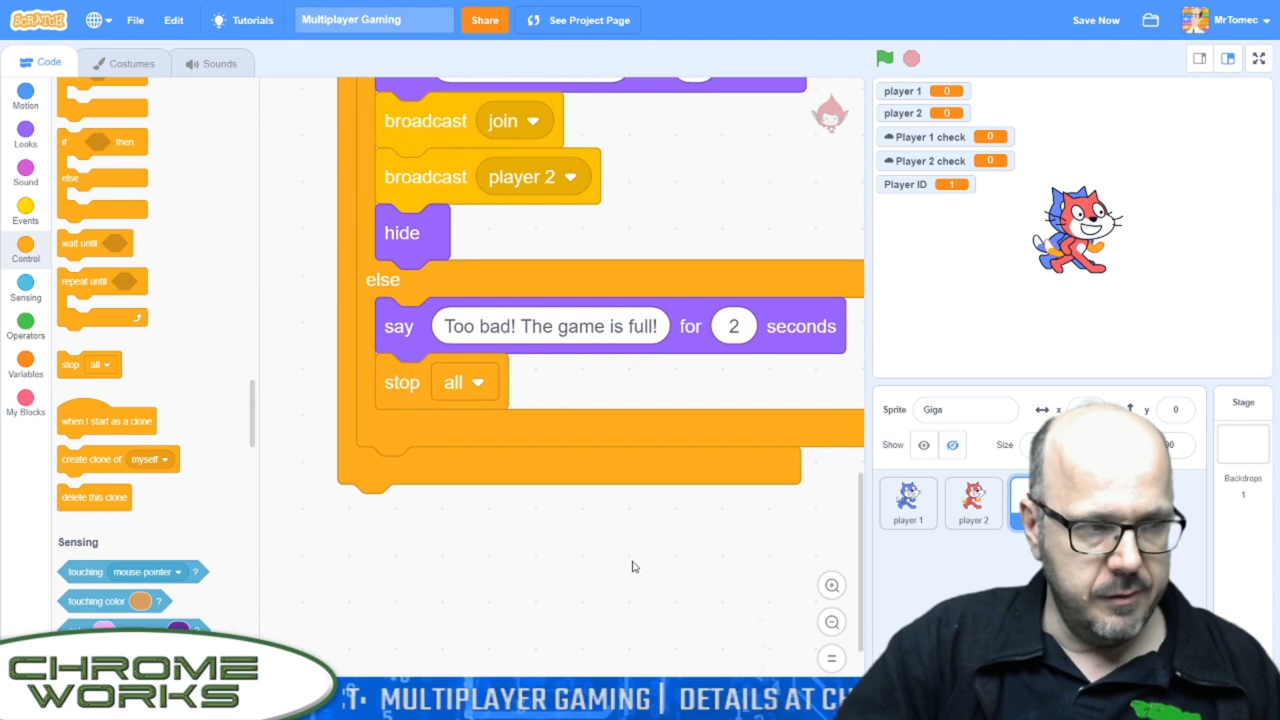 SCRATCH
File
Edit
Tutorials
Multiplayer Gaming
Share
See Project Page
Save Now
MrTomec
Code
Costumes
Sounds
Motion
Looks
Sound
Events
Control
Sensing
Operators
Variables
My Blocks
if then
else
wait until
repeat until
stop all
when I start as a clone
create clone of myself
delete this clone
Sensing
touching mouse-pointer ?
touching color ?
broadcast join
broadcast player 2
hide
else
say Too bad! The game is full! for 2 seconds
stop all
player 1 0
player 2 0
Player 1 check 0
Player 2 check 0
Player ID 1
Sprite Giga x y 0
Show Size 90
player 1
player 2
Stage
Backdrops
1
CHROME
WORKS
T: MULTIPLAYER GAMING | DETAILS AT CH